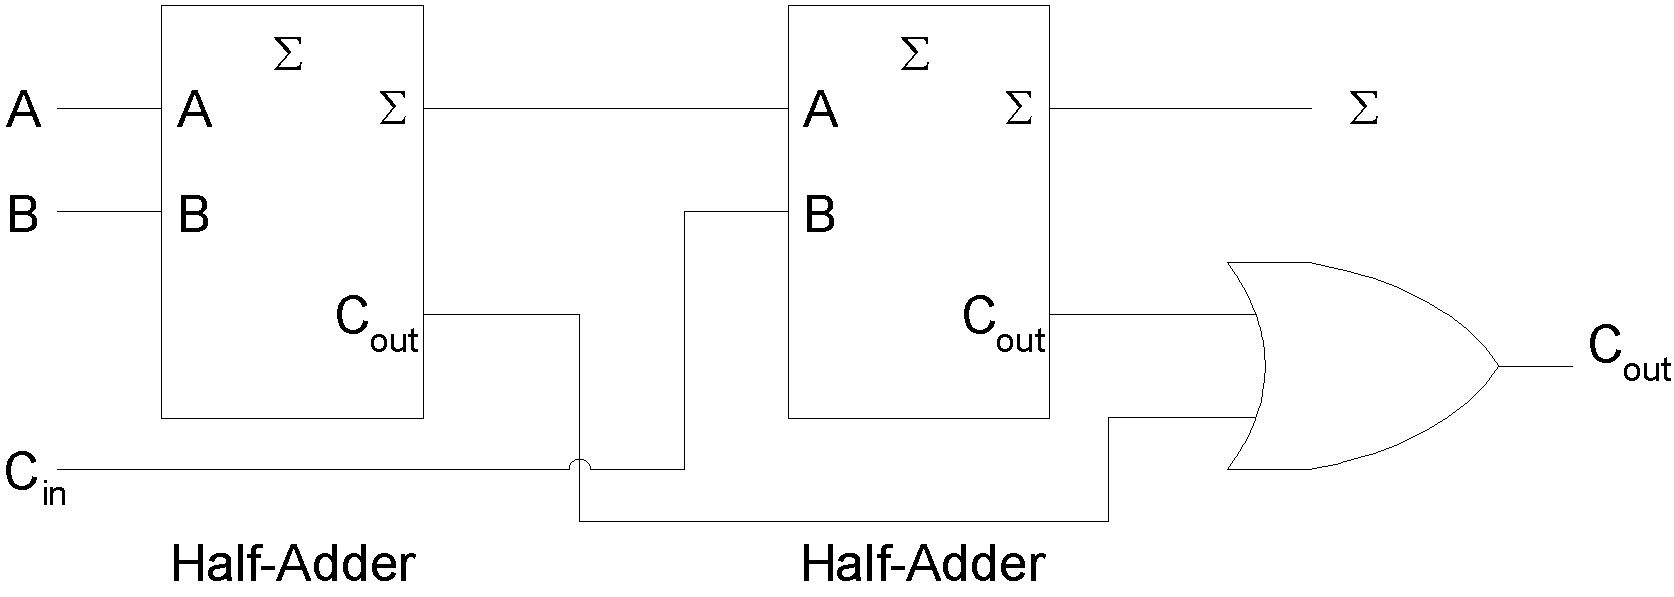 Σ Σ
A A Σ A Σ Σ
B B B
Cout Cout Cout
Cin
Half-Adder Half-Adder